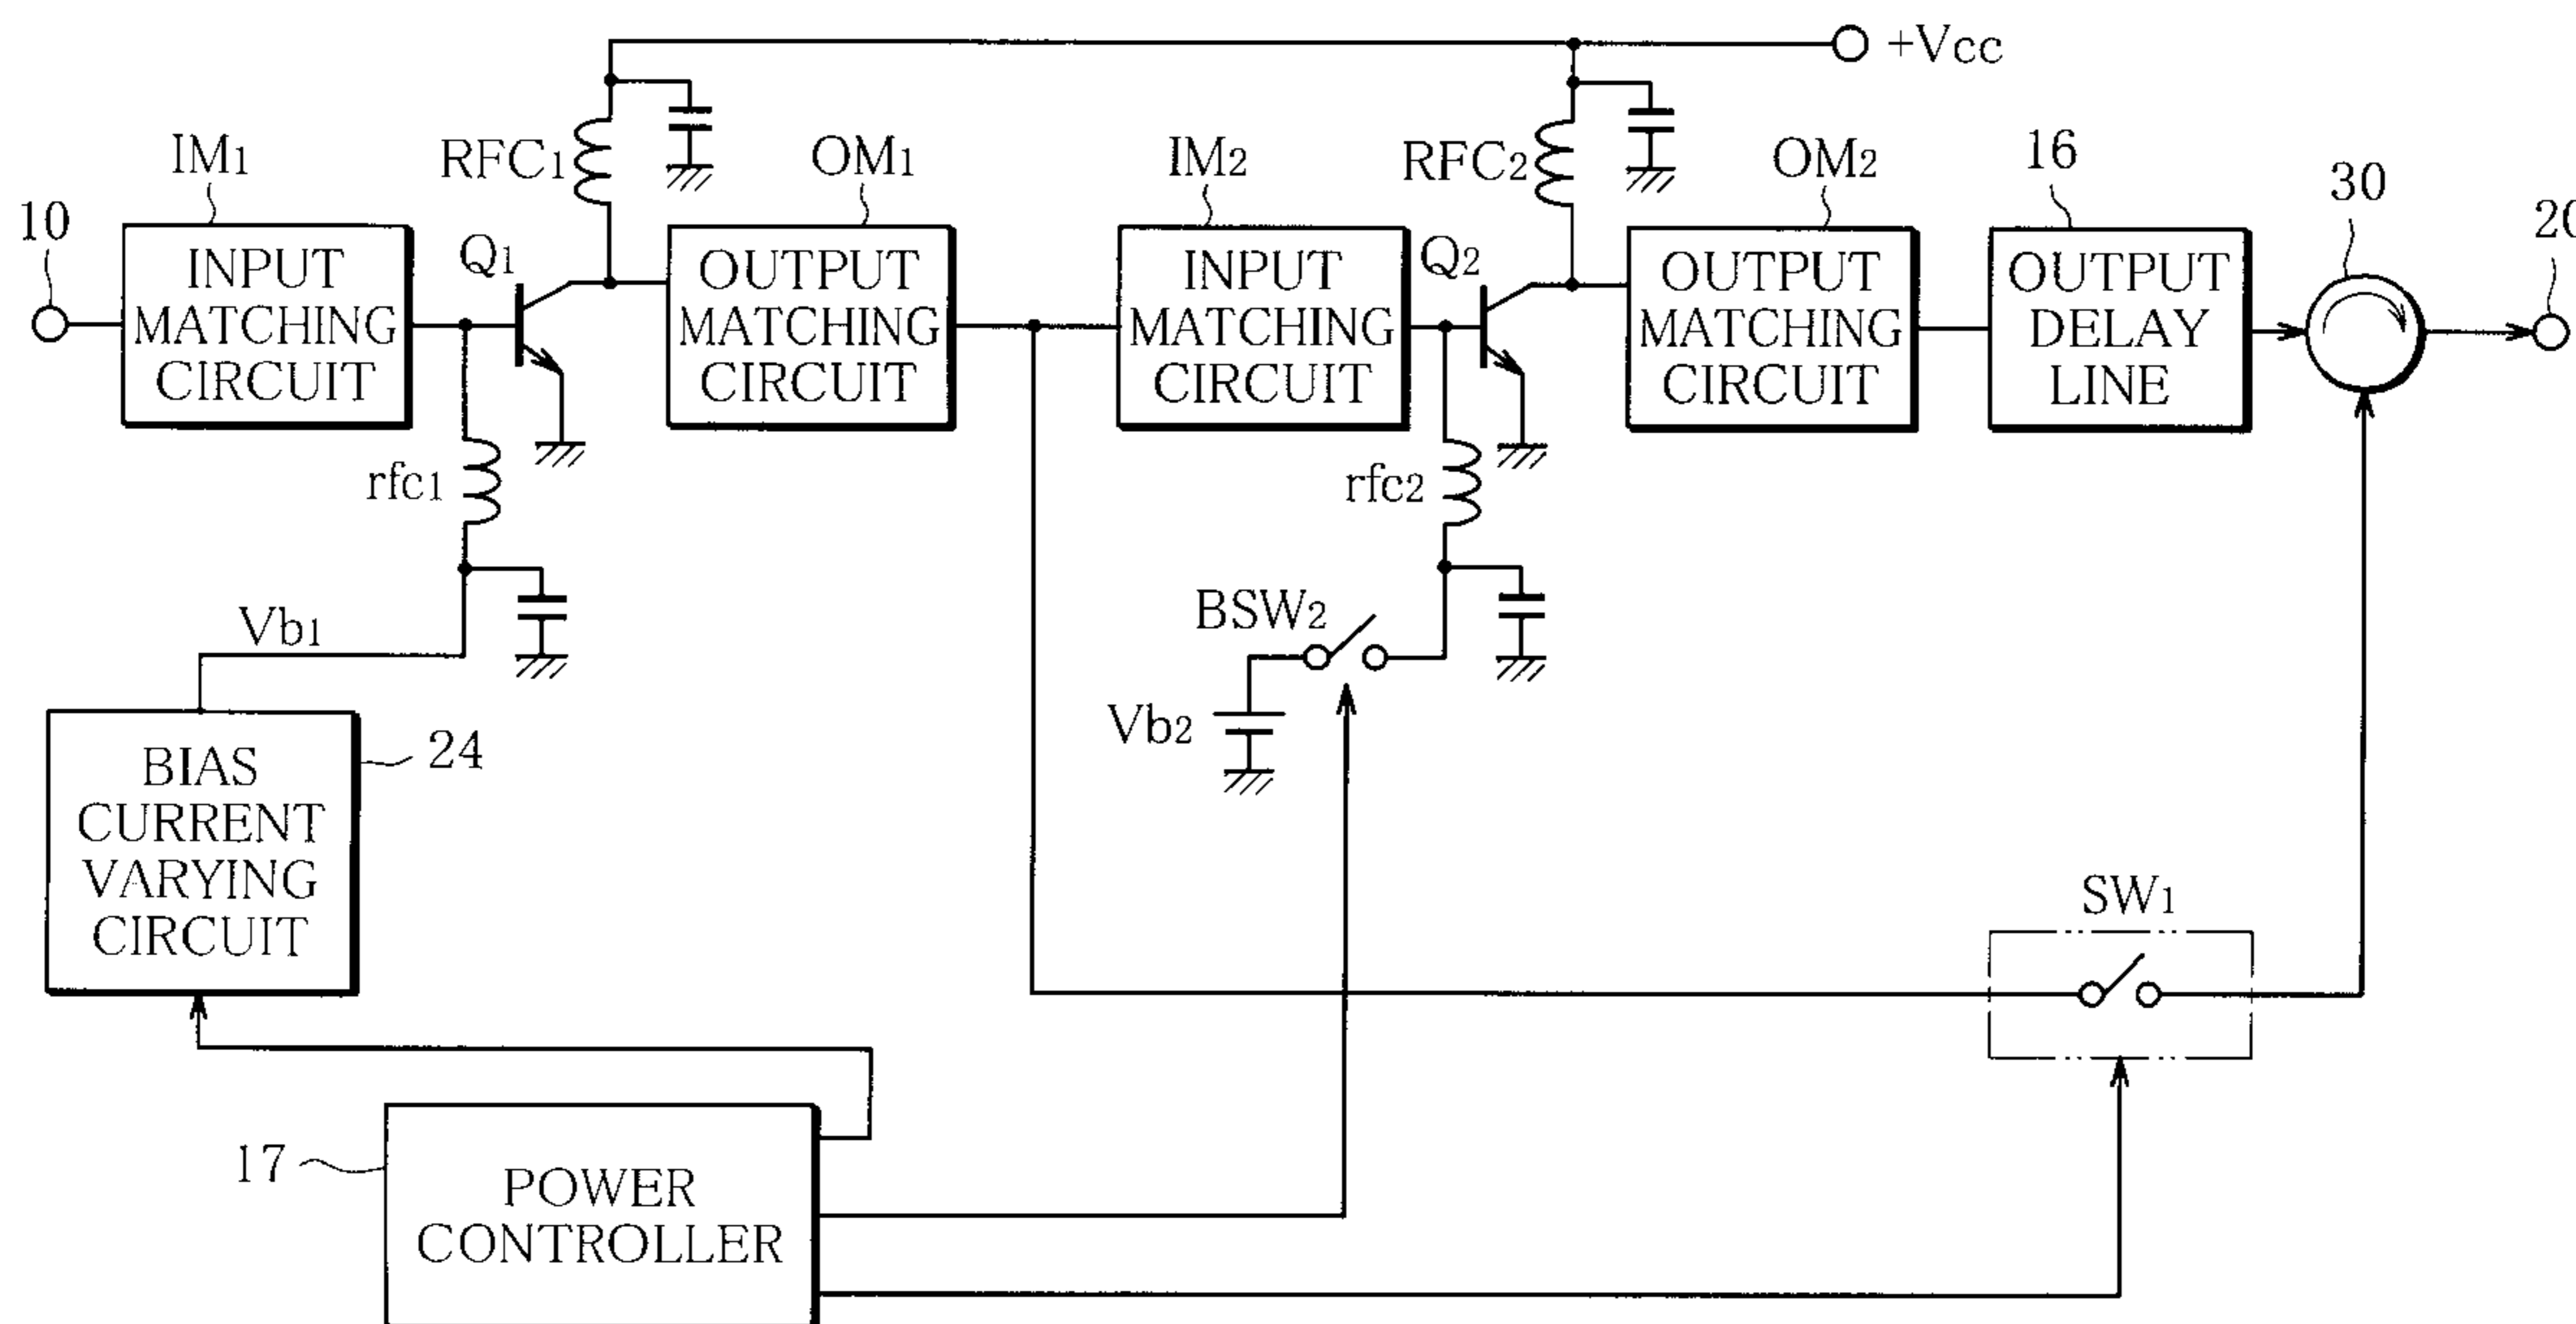 +Vcc
IM1
RFC1
OM1
IM2
RFC2
OM2
16
30
10
20
INPUT
MATCHING
CIRCUIT
Q1
OUTPUT
MATCHING
CIRCUIT
INPUT
MATCHING
CIRCUIT
Q2
OUTPUT
MATCHING
CIRCUIT
OUTPUT
DELAY
LINE
rfc1
rfc2
Vb1
BSW2
Vb2
BIAS
CURRENT
VARYING
CIRCUIT
24
SW1
17
POWER
CONTROLLER